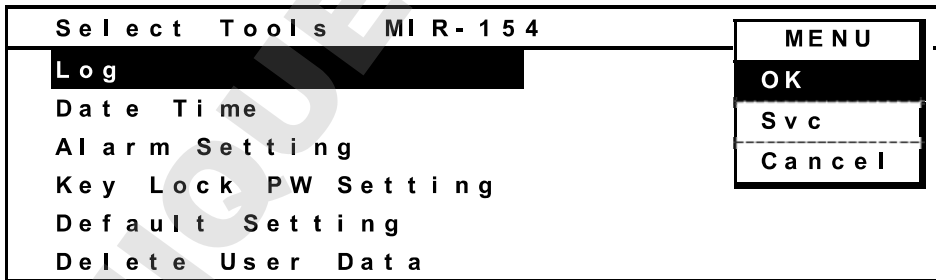 Select Tools MIR-154
Log
Date Time
Alarm Setting
Key Lock PW Setting
Default Setting
Delete User Data
MENU
OK
Svc
Cancel